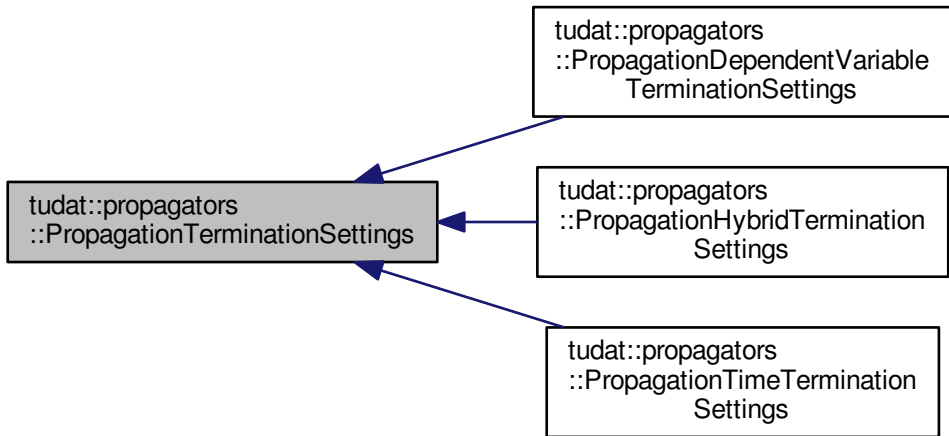 tudat::propagators
::PropagationDependentVariable
TerminationSettings
tudat::propagators
::PropagationTerminationSettings
tudat::propagators
::PropagationHybridTermination
Settings
tudat::propagators
::PropagationTimeTermination
Settings